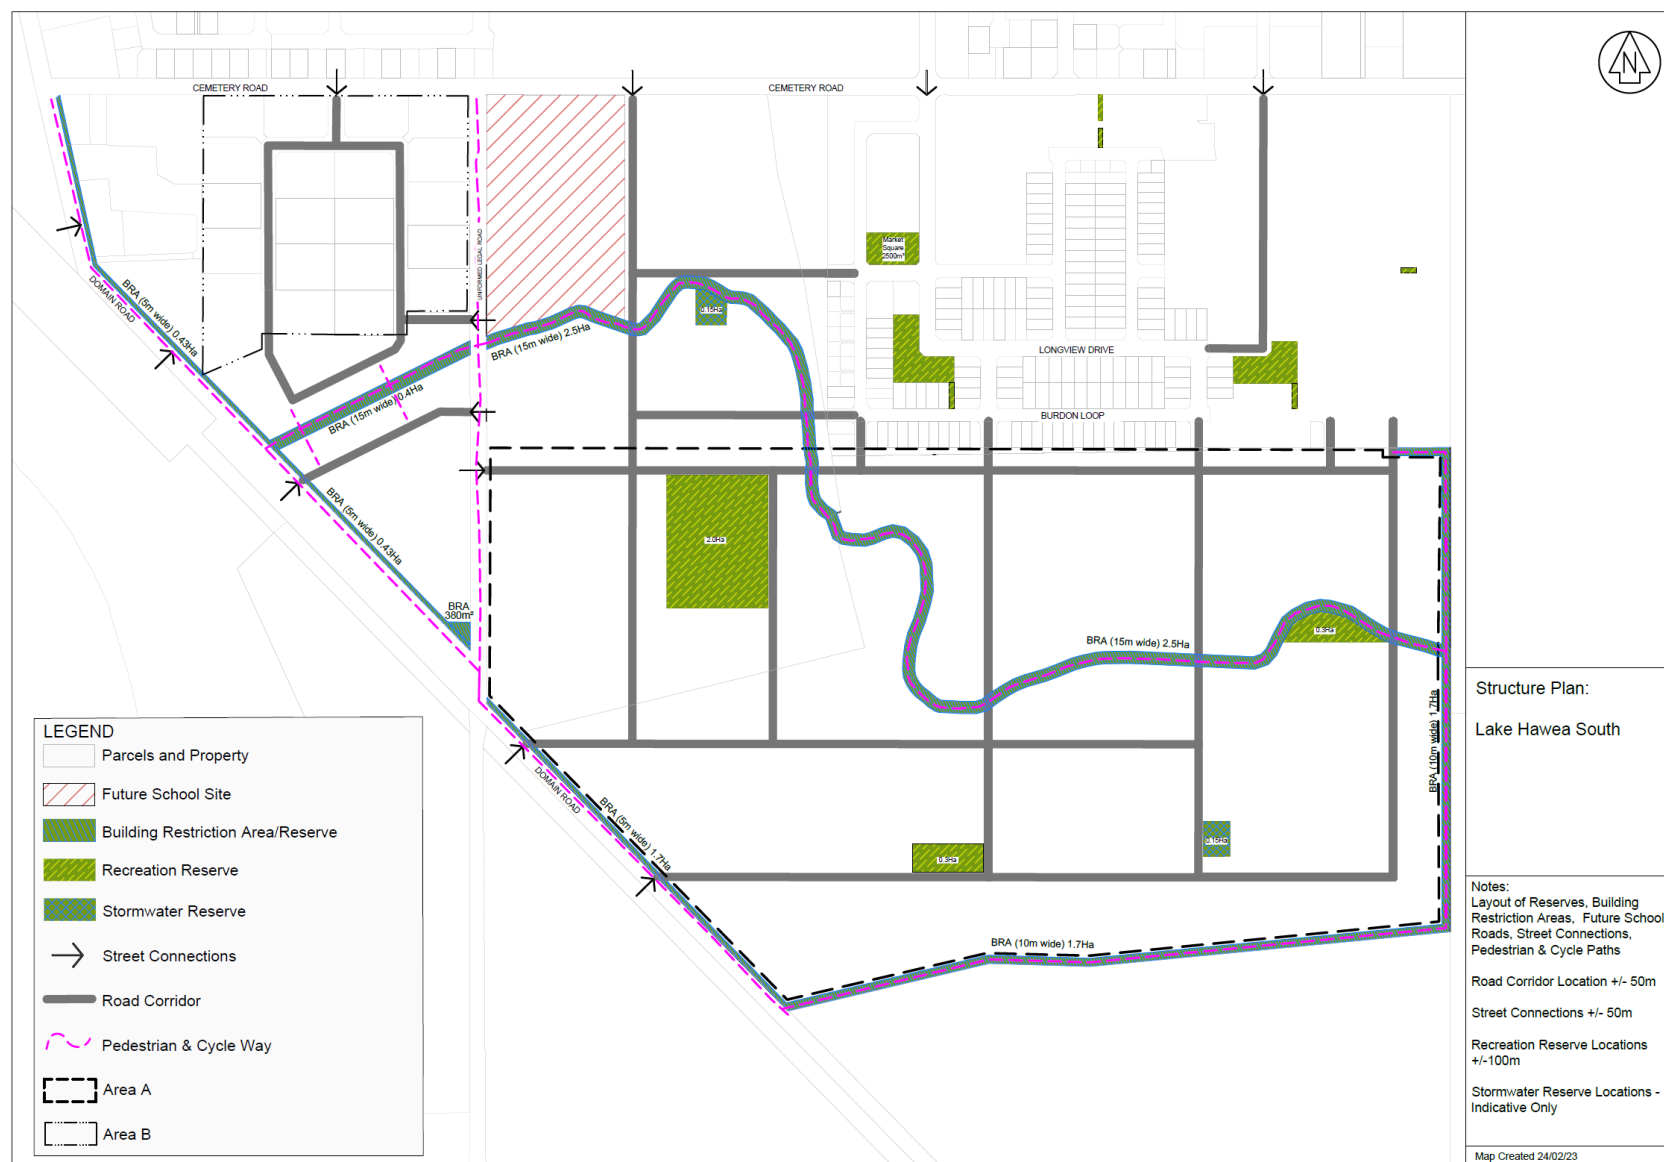 CEMETERY ROAD
CEMETERY ROAD
N
Market
Square
2500m²
UNFORMED LEGAL ROAD
DOMAIN ROAD
BRA (5m wide) 0.43Ha
0.15Ha
BRA (15m wide) 2.5Ha
LONGVIEW DRIVE
BRA (15m wide) 0.4Ha
BURDON LOOP
BRA (5m wide) 0.43Ha
2.0Ha
BRA
380m²
0.3Ha
BRA (15m wide) 2.5Ha
BRA (10m wide) 1.7Ha
DOMAIN ROAD
BRA (5m wide) 1.7Ha
0.15Ha
0.3Ha
BRA (10m wide) 1.7Ha
LEGEND
Parcels and Property
Future School Site
Building Restriction Area/Reserve
Recreation Reserve
Stormwater Reserve
Street Connections
Road Corridor
Pedestrian & Cycle Way
Area A
Area B
Structure Plan:
Lake Hawea South
Notes:
Layout of Reserves, Building
Restriction Areas, Future School
Roads, Street Connections,
Pedestrian & Cycle Paths
Road Corridor Location +/- 50m
Street Connections +/- 50m
Recreation Reserve Locations
+/-100m
Stormwater Reserve Locations -
Indicative Only
Map Created 24/02/23